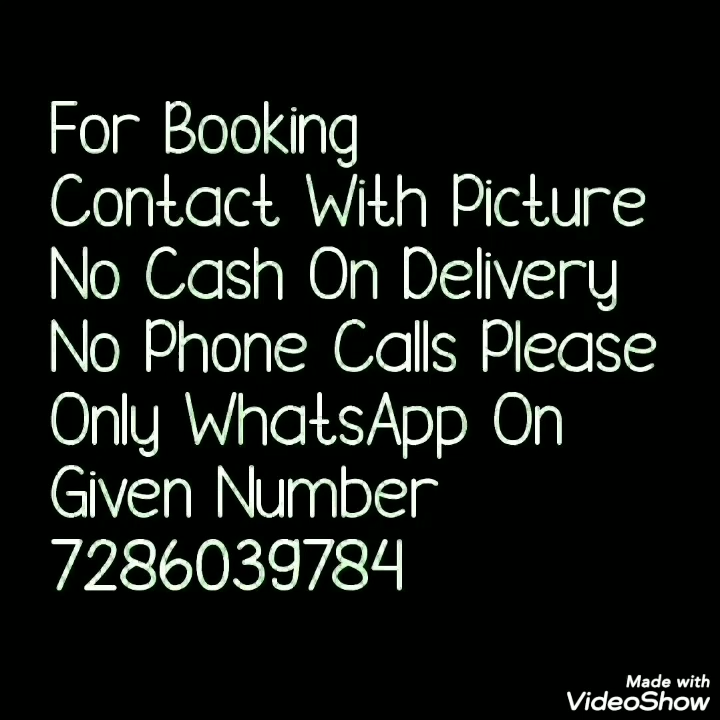 For Booking
Contact With Picture
No Cash On Delivery
No Phone Calls Please
Only WhatsApp On
Given Number
7286039784
Made with
VideoShow